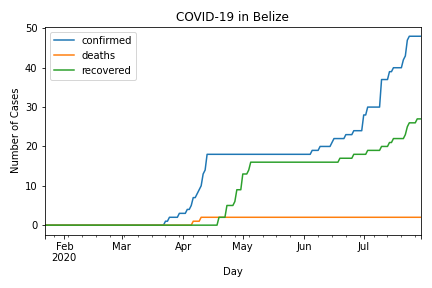 COVID-19 in Belize
confirmed
deaths
recovered
Number of Cases
50
40
30
20
10
0
Feb
2020
Mar
Apr
May
Jun
Jul
Day